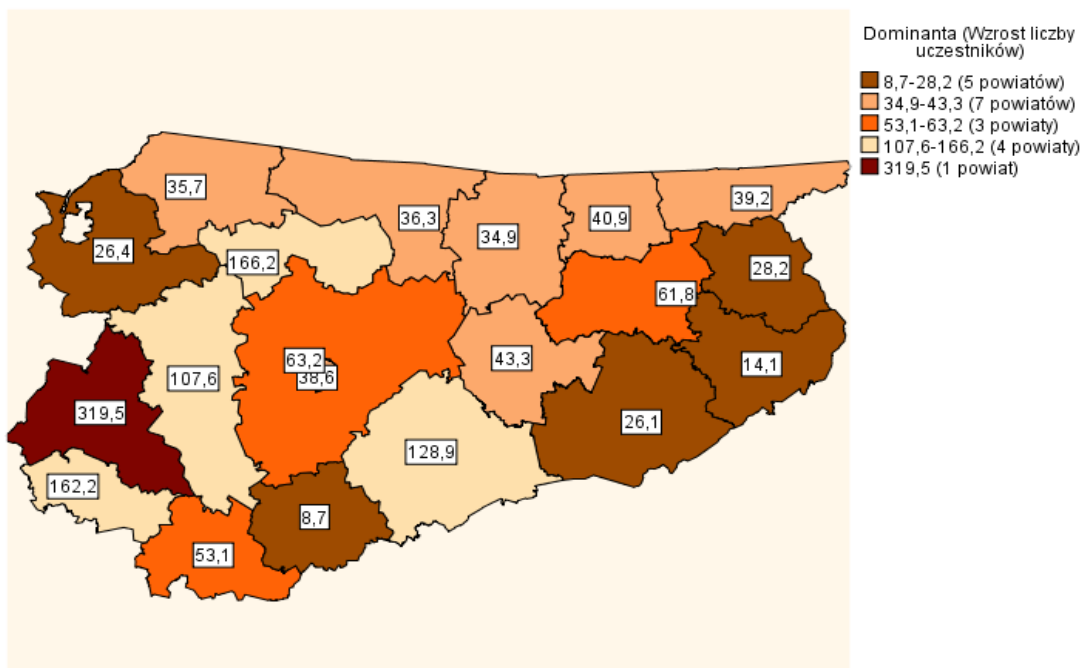 Dominanta (Wzrost liczby
uczestników)
8,7-28,2 (5 powiatów)
34,9-43,3 (7 powiatów)
53,1-63,2 (3 powiaty)
107,6-166,2 (4 powiaty)
319,5 (1 powiat)
35,7
39,2
36,3
40,9
34,9
26,4
166,2
28,2
61,8
63,2
43,3
14,1
107,6
38,6
319,5
26,1
128,9
162,2
8,7
53,1